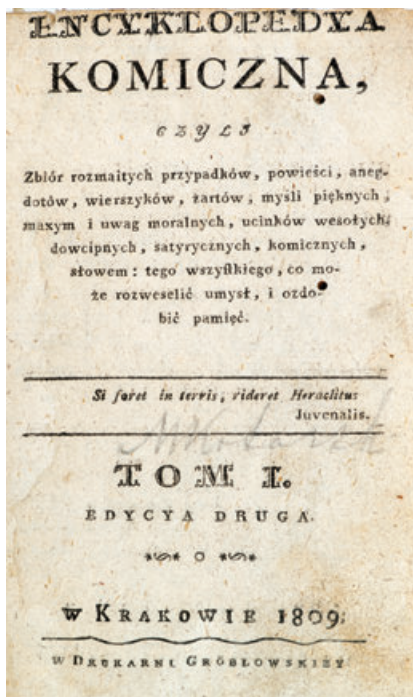 ENCYKLOPEDYA
KOMICZNA,
CZYLI
Zbiór rozmaitych przypadków, powieści, aneg-
dotów, wierszyków, żartów, myśli pięknych,
maxym i uwag moralnych, ucinków wesołych,
dowcipnych, satyrycznych, komicznych,
słowem: tego wszyſtkiego, co mo-
że rozweselić umysł, i ozdo-
bić pamięć.
Si foret in terris, rideret Heraclitus
Juvenalis.
TOM I.
EDYCYA DRUGA.
W KRAKOWIE 1809.
W DRUKARNI GRÖBLOWSKIEY